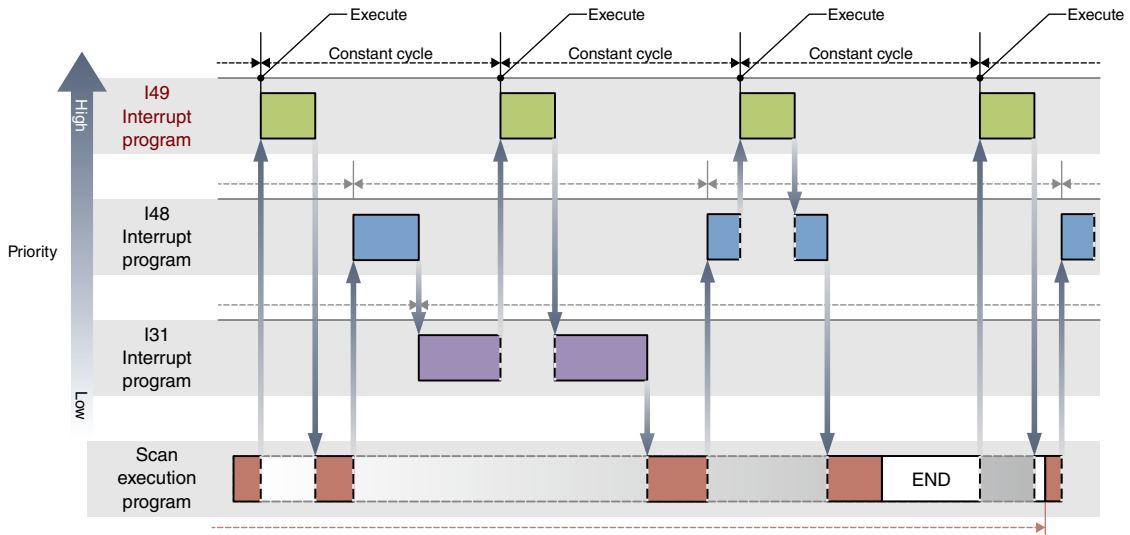 Execute
Execute
Execute
Execute
Constant cycle
Constant cycle
Constant cycle
High
I49
Interrupt
program
I48
Interrupt
program
Priority
I31
Interrupt
program
Low
Scan
execution
program
END